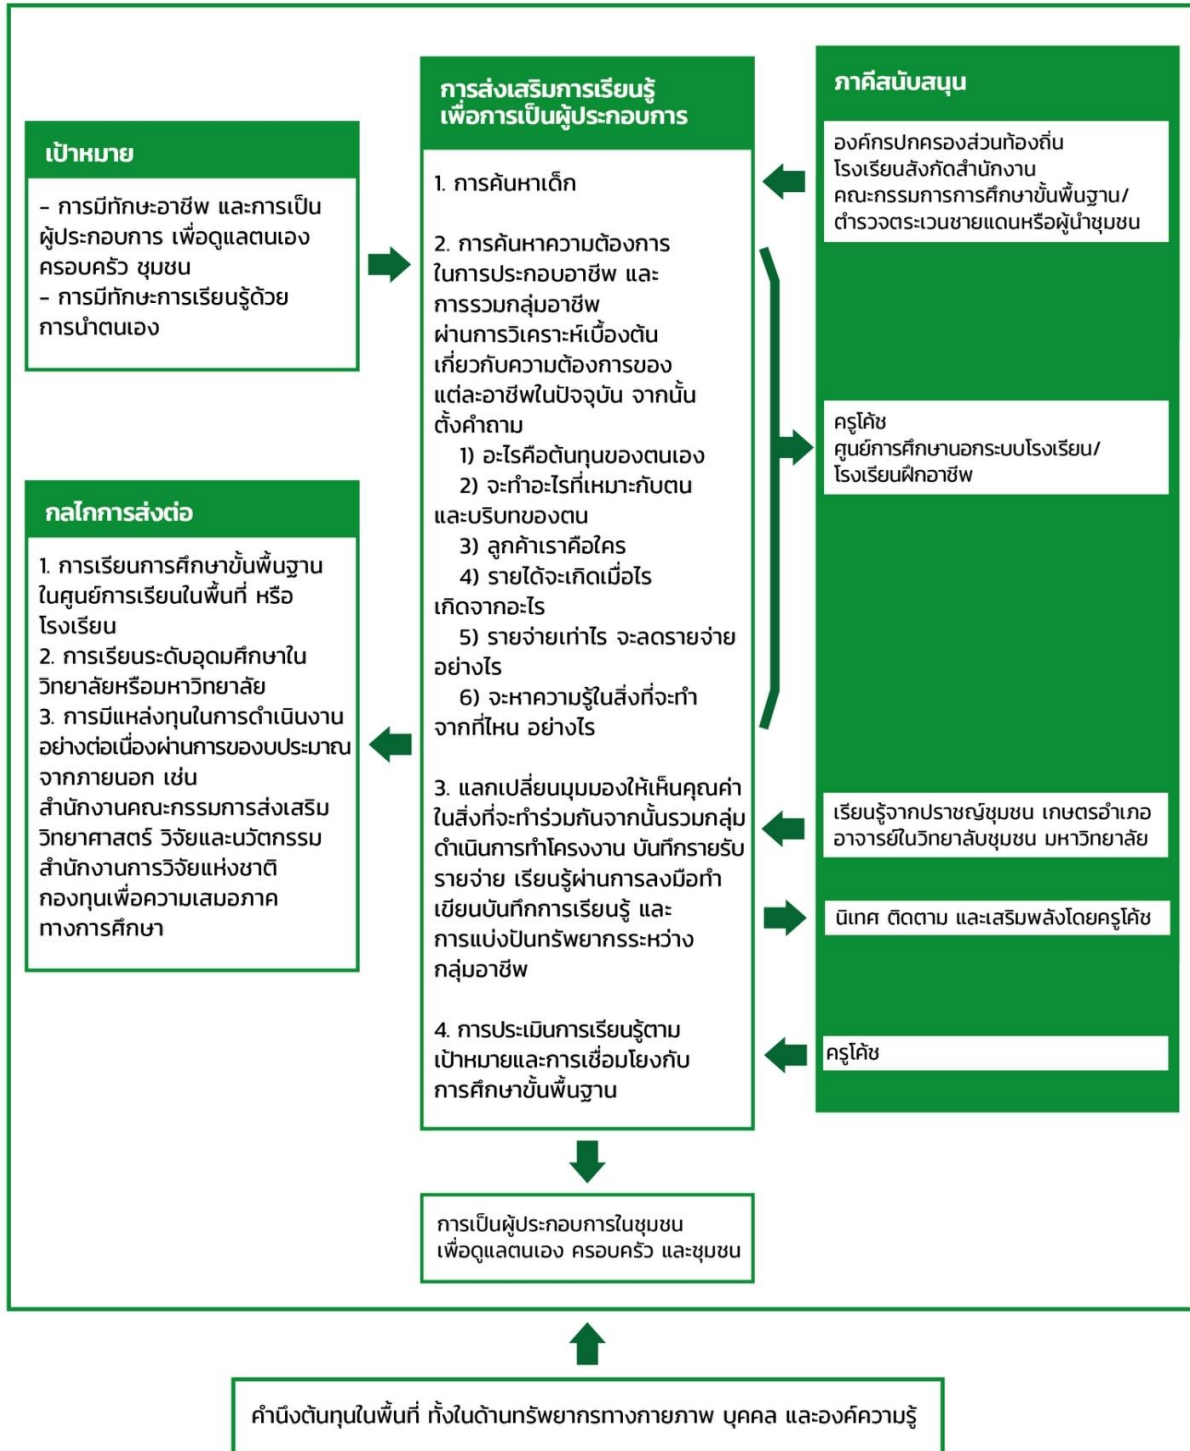 เป้าหมาย
- การมีทักษะอาชีพ และการเป็น
ผู้ประกอบการ เพื่อดูแลตนเอง
ครอบครัว ชุมชน
- การมีทักษะการเรียนรู้ด้วย
การนำตนเอง
กลไกการส่งต่อ
1. การเรียนการศึกษาขั้นพื้นฐาน
ในศูนย์การเรียนในพื้นที่ หรือ
โรงเรียน
2. การเรียนระดับอุดมศึกษาใน
วิทยาลัยหรือมหาวิทยาลัย
3. การมีแหล่งทุนในการดำเนินงาน
อย่างต่อเนื่องผ่านการของบประมาณ
จากภายนอก เช่น
สำนักงานคณะกรรมการส่งเสริม
วิทยาศาสตร์ วิจัยและนวัตกรรม
สำนักงานการวิจัยแห่งชาติ
กองทุนเพื่อความเสมอภาค
ทางการศึกษา
การส่งเสริมการเรียนรู้
เพื่อการเป็นผู้ประกอบการ
1. การค้นหาเด็ก
2. การค้นหาความต้องการ
ในการประกอบอาชีพ และ
การรวมกลุ่มอาชีพ
ผ่านการวิเคราะห์เบื้องต้น
เกี่ยวกับความต้องการของ
แต่ละอาชีพในปัจจุบัน จากนั้น
ตั้งคำถาม
1) อะไรคือต้นทุนของตนเอง
2) จะทำอะไรที่เหมาะกับตน
และบริบทของตน
3) ลูกค้าเราคือใคร
4) รายได้จะเกิดเมื่อไร
เกิดจากอะไร
5) รายจ่ายเท่าไร จะลดรายจ่าย
อย่างไร
6) จะหาความรู้ในสิ่งที่จะทำ
จากที่ไหน อย่างไร
3. แลกเปลี่ยนมุมมองให้เห็นคุณค่า
ในสิ่งที่จะทำร่วมกันจากนั้นรวมกลุ่ม
ดำเนินการทำโครงงาน บันทึกรายรับ
รายจ่าย เรียนรู้ผ่านการลงมือทำ
เขียนบันทึกการเรียนรู้ และ
การแบ่งปันทรัพยากรระหว่าง
กลุ่มอาชีพ
4. การประเมินการเรียนรู้ตาม
เป้าหมายและการเชื่อมโยงกับ
การศึกษาขั้นพื้นฐาน
ภาคีสนับสนุน
องค์กรปกครองส่วนท้องถิ่น
โรงเรียนสังกัดสำนักงาน
คณะกรรมการการศึกษาขั้นพื้นฐาน/
ตำรวจตระเวนชายแดนหรือผู้นำชุมชน
ครูโค้ช
ศูนย์การศึกษานอกระบบโรงเรียน/
โรงเรียนฝึกอาชีพ
เรียนรู้จากปราชญ์ชุมชน เกษตรอำเภอ
อาจารย์ในวิทยาลับชุมชน มหาวิทยาลัย
นิเทศ ติดตาม และเสริมพลังโดยครูโค้ช
ครูโค้ช
การเป็นผู้ประกอบการในชุมชน
เพื่อดูแลตนเอง ครอบครัว และชุมชน
คำนึงต้นทุนในพื้นที่ ทั้งในด้านทรัพยากรทางกายภาพ บุคคล และองค์ความรู้